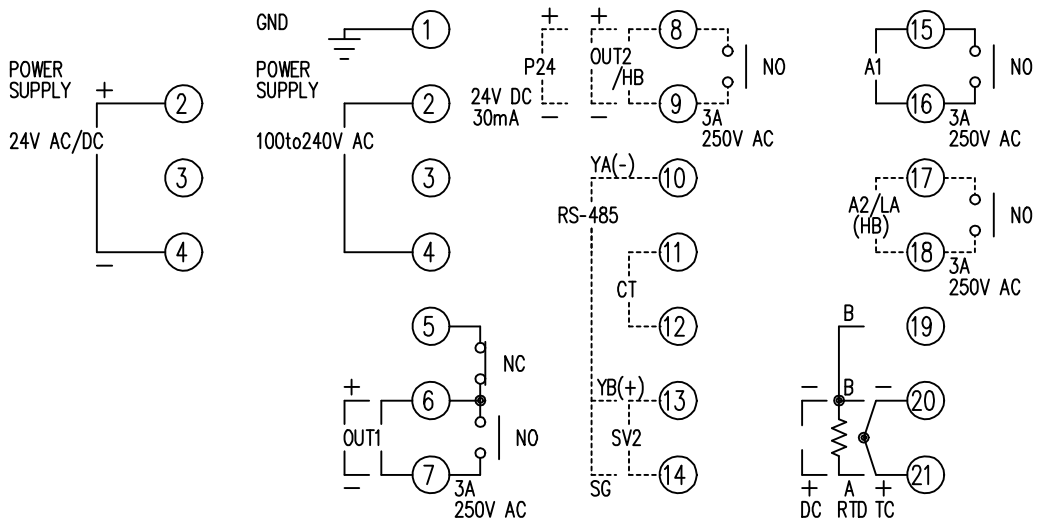 POWER
SUPPLY
+
2
24V AC/DC
3
4
–
GND
1
POWER
SUPPLY
2
100to240V AC
3
4
5
NC
+
6
OUT1
NO
7
–
3A
250V AC
+
P24
24V DC
30mA
–
+
OUT2
/HB
–
8
NO
9
3A
250V AC
YA(-)
10
RS-485
11
CT
12
YB(+)
13
SV2
14
SG
15
A1
NO
16
3A
250V AC
17
A2/LA
(HB)
NO
18
3A
250V AC
B
19
–
B
–
20
21
+
A
+
DC RTD TC